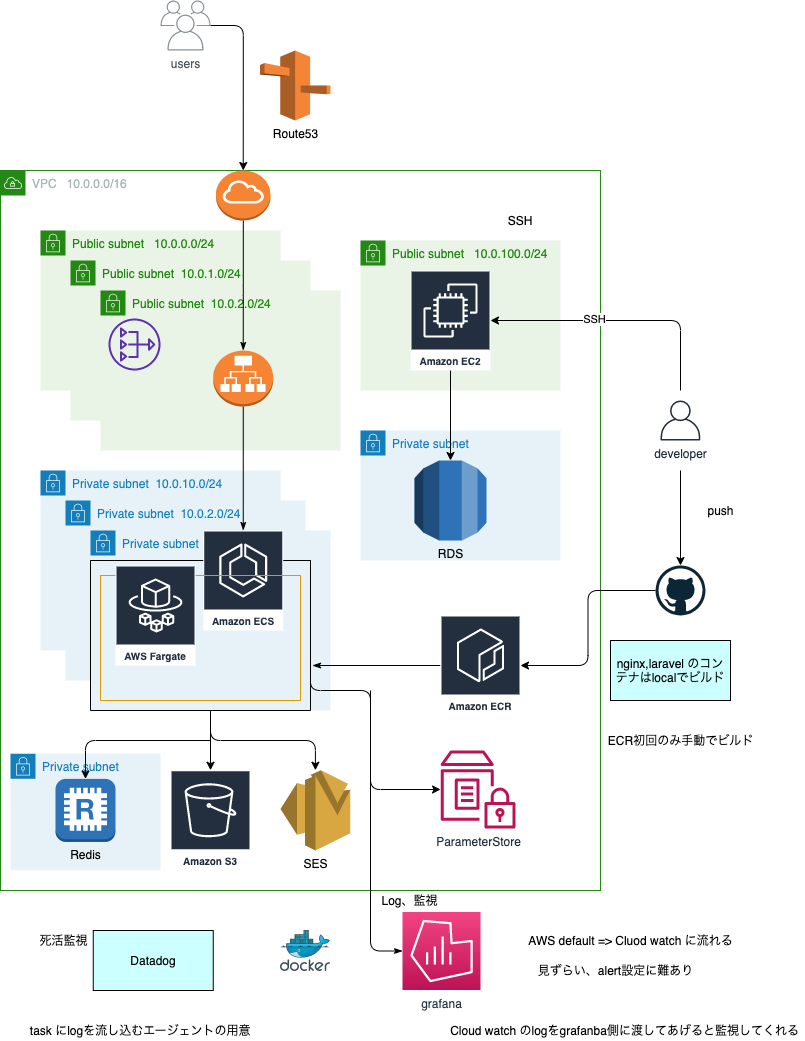 users
Route53
VPC 10.0.0.0/16
SSH
Public subnet 10.0.0.0/24
Public subnet 10.0.100.0/24
Public subnet 10.0.1.0/24
Public subnet 10.0.2.0/24
SSH
Amazon EC2
Private subnet
developer
Private subnet 10.0.10.0/24
Private subnet 10.0.2.0/24
push
Private subnet
RDS
Amazon ECS
AWS Fargate
nginx,laravel のコン
テナはlocalでビルド
Amazon ECR
ECR初回のみ手動でビルド
Private subnet
R
Redis
Amazon S3
SES
ParameterStore
Log、監視
死活監視
Datadog
docker
AWS default => Cluod watch に流れる
見ずらい、alert設定に難あり
grafana
task にlogを流し込むエージェントの用意
Cloud watch のlogをgrafanba側に渡してあげると監視してくれる